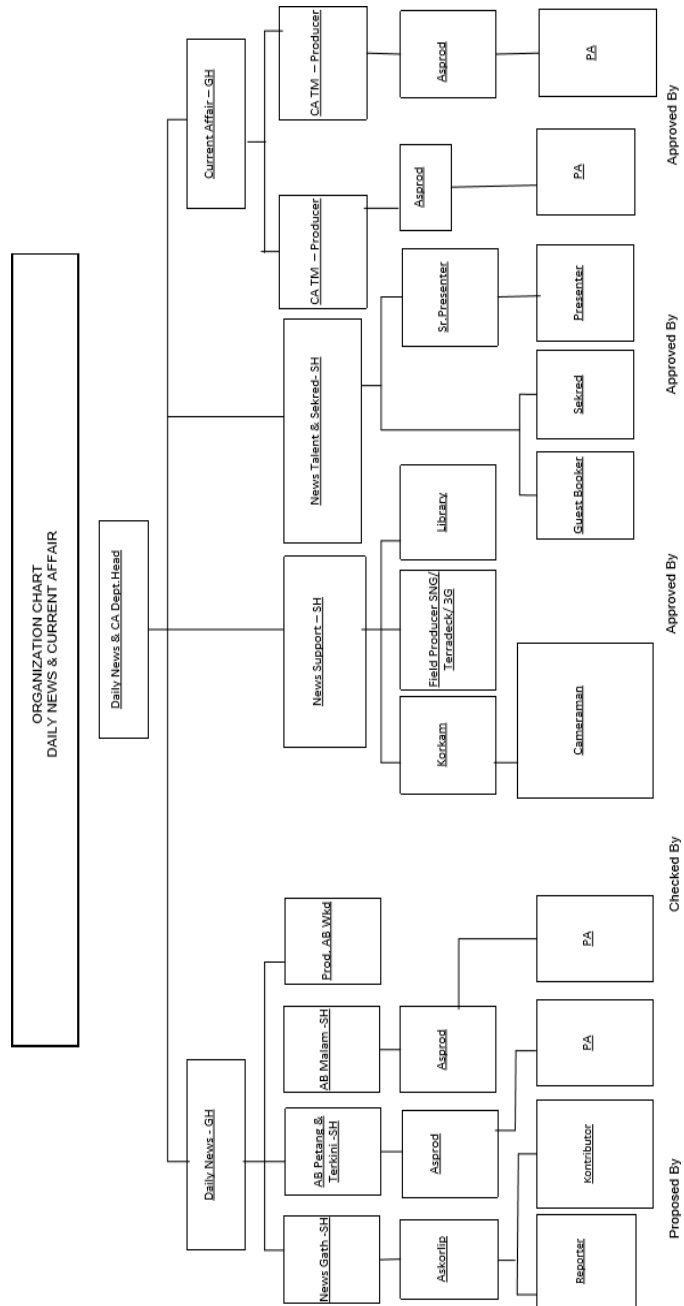 ORGANIZATION CHART
DAILY NEWS & CURRENT AFFAIR
Daily News & CA Dept.Head
Daily News - GH
Current Affair – GH
News Gath -SH
AB Petang &
Terkini -SH
AB Malam -SH
Prod. AB Wkd
News Support – SH
News Talent & Sekred- SH
CA TM – Producer
CA TM – Producer
Askorlip
Asprod
Asprod
Korkam
Field Producer SNG/
Terradeck/ 3G
Library
Sr.Presenter
Asprod
Asprod
Reporter
Kontributor
PA
PA
Cameraman
Guest Booker
Sekred
Presenter
PA
PA
Proposed By
Checked By
Approved By
Approved By
Approved By